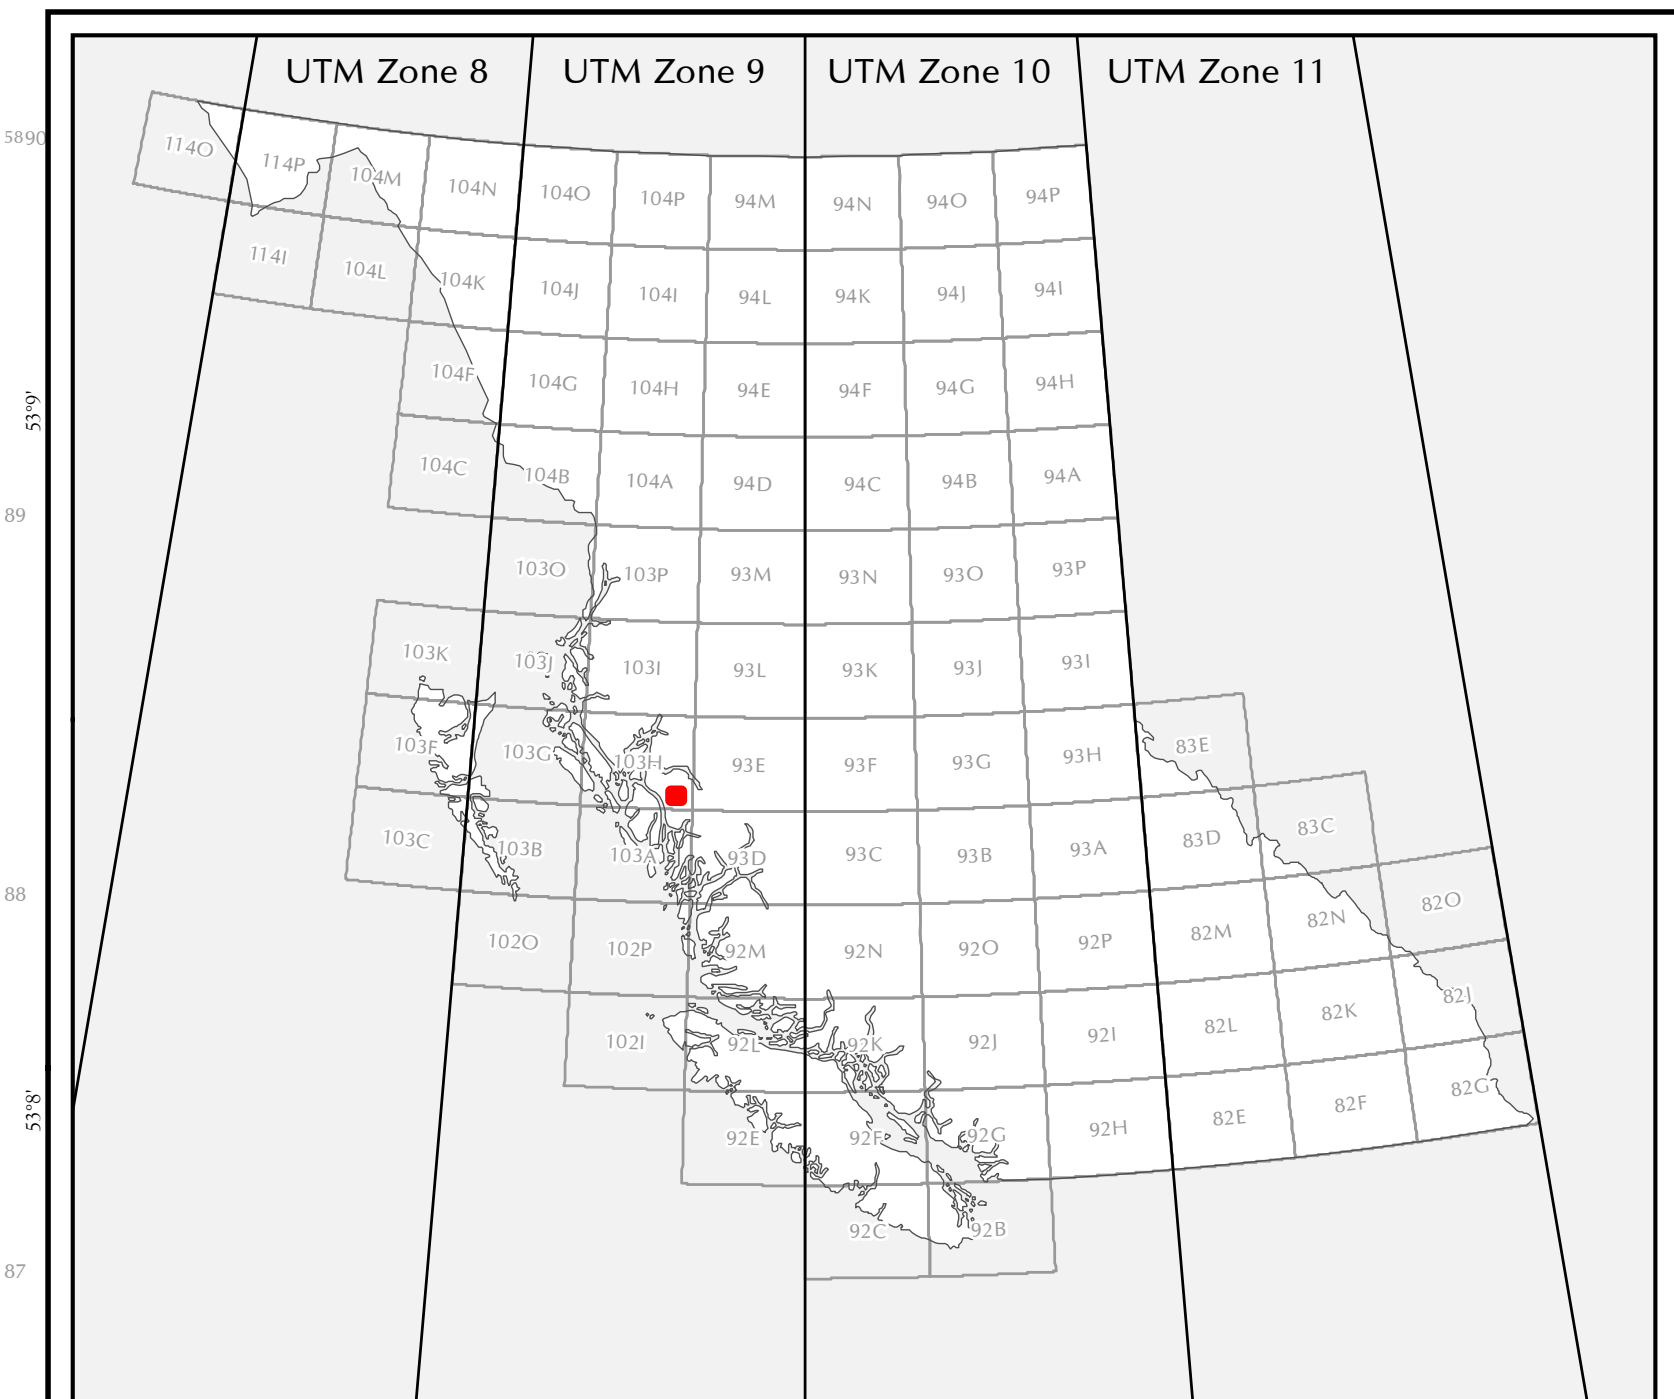 UTM Zone 8 UTM Zone 9 UTM Zone 10 UTM Zone 11
5890
114O 114P 104M 104N 104O 104P 94M 94N 94O 94P
114I 104L 104K 104J 104I 94L 94K 94J 94I
104F 104G 104H 94E 94F 94G 94H
53°9'
104C 104B 104A 94D 94C 94B 94A
89
103O 103P 93M 93N 93O 93P
103K 103J 103I 93L 93K 93J 93I
103F 103G 103H 93E 93F 93G 93H 83E
103C 103B 103A 93D 93C 93B 93A 83D 83C
88
102O 102P 92M 92N 92O 92P 82M 82N 82O
102I 92L 92K 92J 92I 82L 82K 82J
53°8'
92E 92F 92G 92H 82E 82F 82G
92C 92B
87